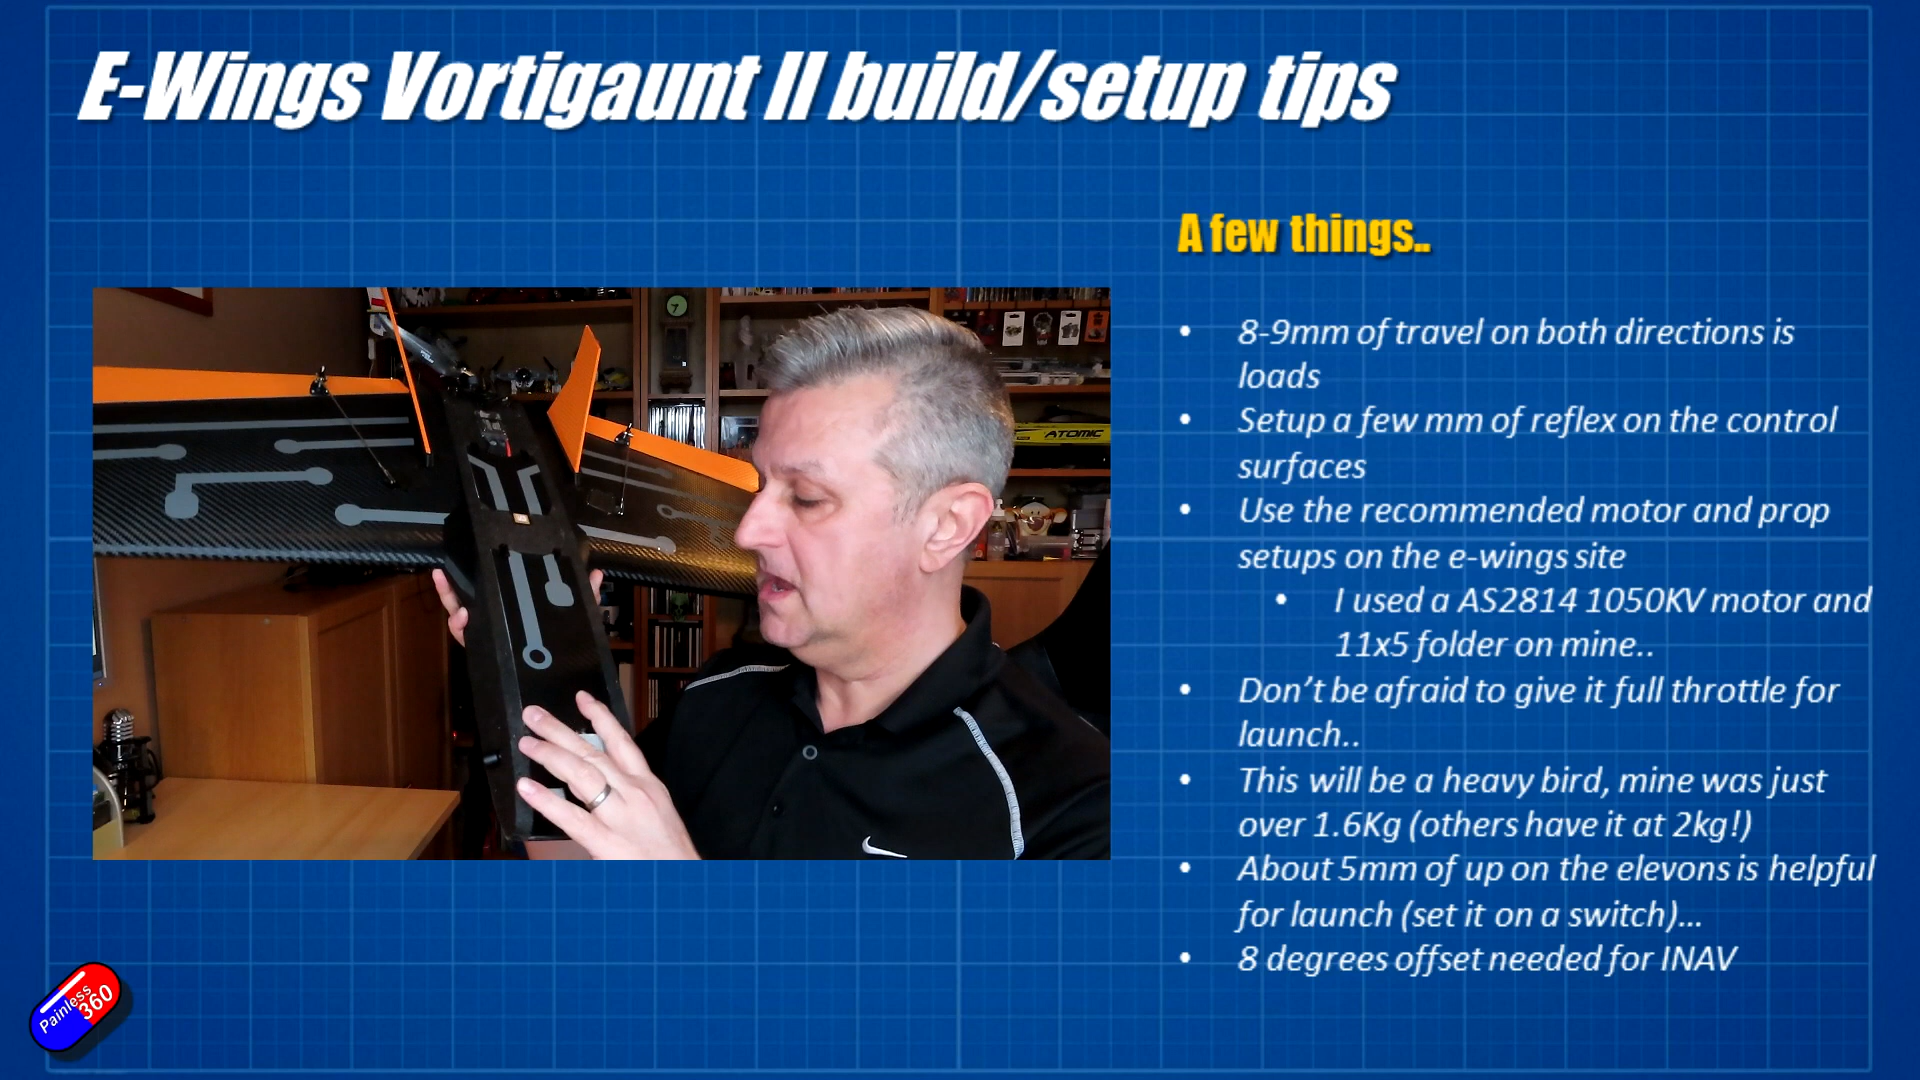 E-Wings Vortigaunt II build/setup tips
A few things..
• 8-9mm of travel on both directions is
loads
• Setup a few mm of reflex on the control
surfaces
• Use the recommended motor and prop
setups on the e-wings site
• I used a AS2814 1050KV motor and
11x5 folder on mine..
• Don't be afraid to give it full throttle for
launch..
• This will be a heavy bird, mine was just
over 1.6Kg (others have it at 2kg!)
• About 5mm of up on the elevons is helpful
for launch (set it on a switch)...
• 8 degrees offset needed for INAV
ATOMIC
Painless
360